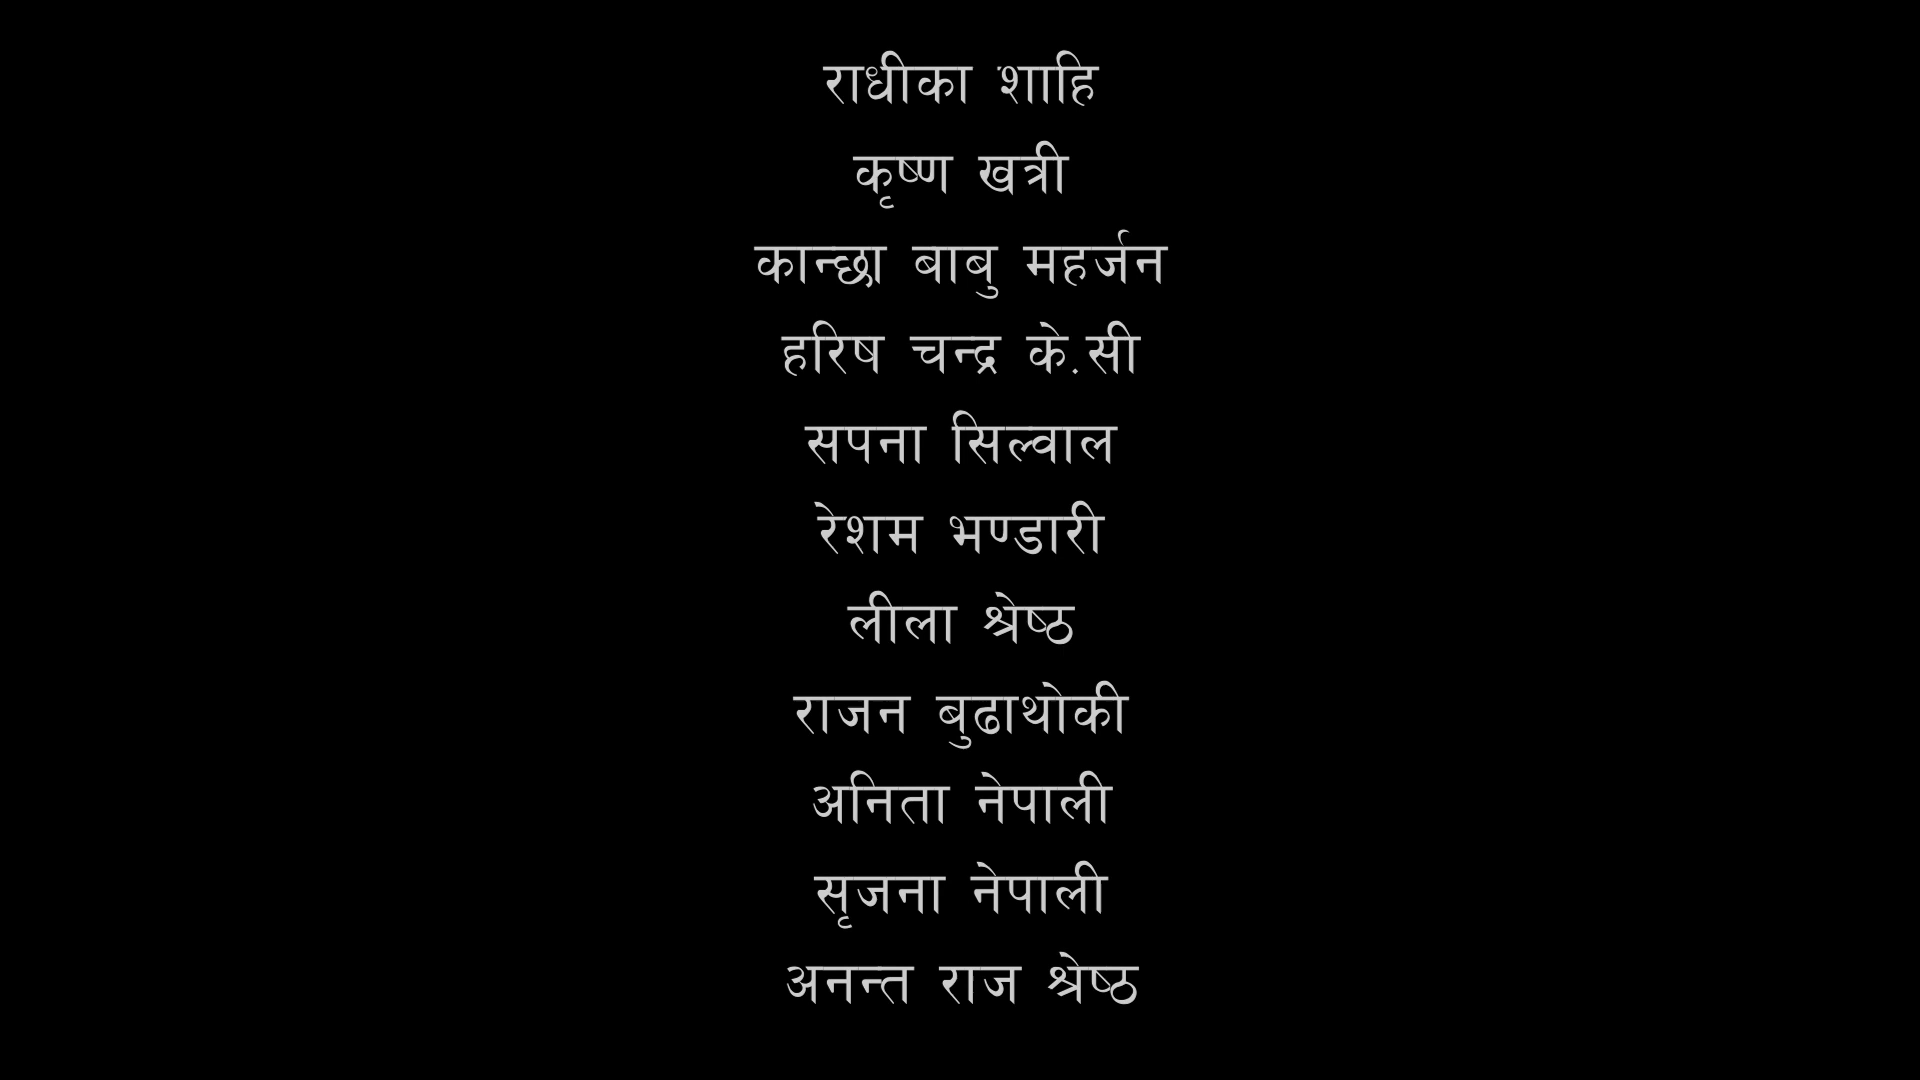 राधीका शाहि
कृष्ण खत्री
कान्छा बाबु महर्जन
हरिष चन्द्र के.सी
सपना सिल्वाल
रेशम भण्डारी
लीला श्रेष्ठ
राजन बुढाथोकी
अनिता नेपाली
सृजना नेपाली
अनन्त राज श्रेष्ठ